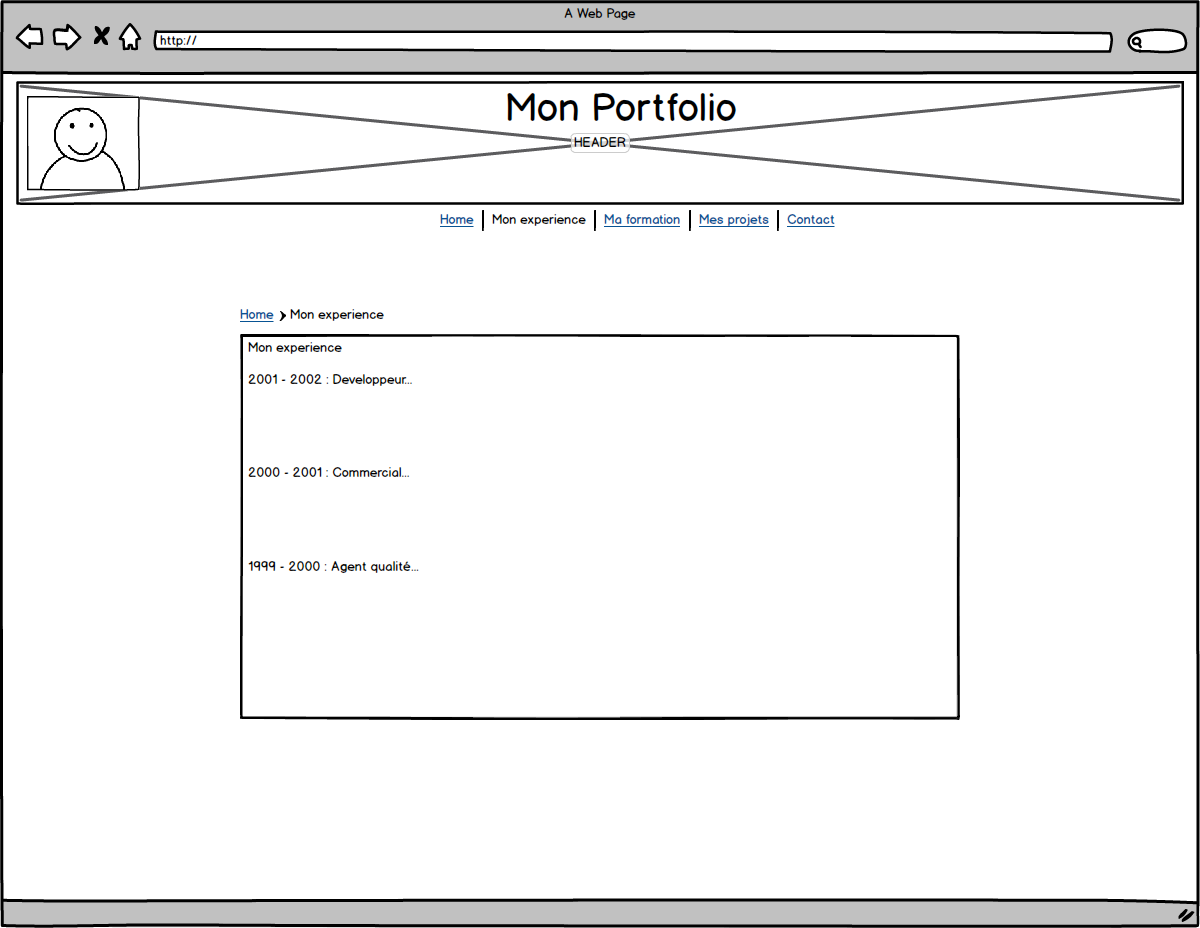 A Web Page
http://
Mon Portfolio
HEADER
Home Mon experience Ma formation Mes projets Contact
Home Mon experience
Mon experience
2001 - 2002 : Developpeur...
2000 - 2001 : Commercial...
1999 - 2000 : Agent qualité...